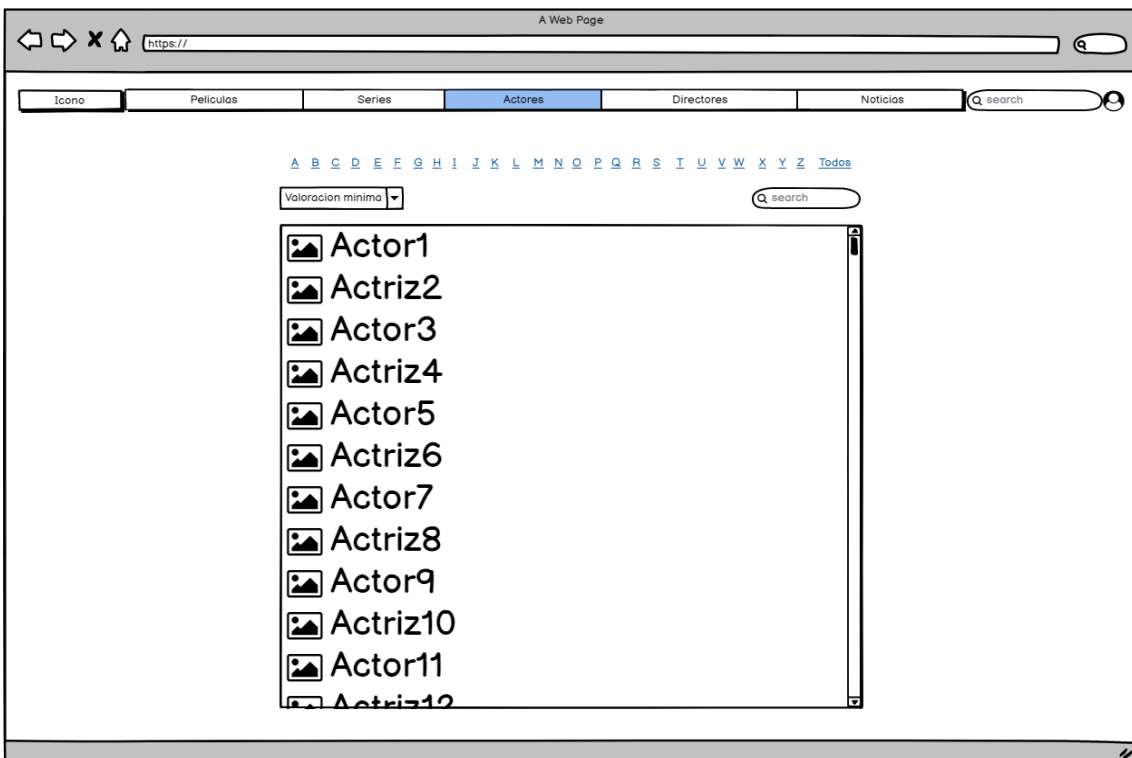 A Web Page
https://
Icono Peliculas Series Actores Directores Noticias search
A B C D E F G H I J K L M N O P Q R S T U V W X Y Z Todos
Valoracion minima search
Actor1
Actriz2
Actor3
Actriz4
Actor5
Actriz6
Actor7
Actriz8
Actor9
Actriz10
Actor11
Actriz12